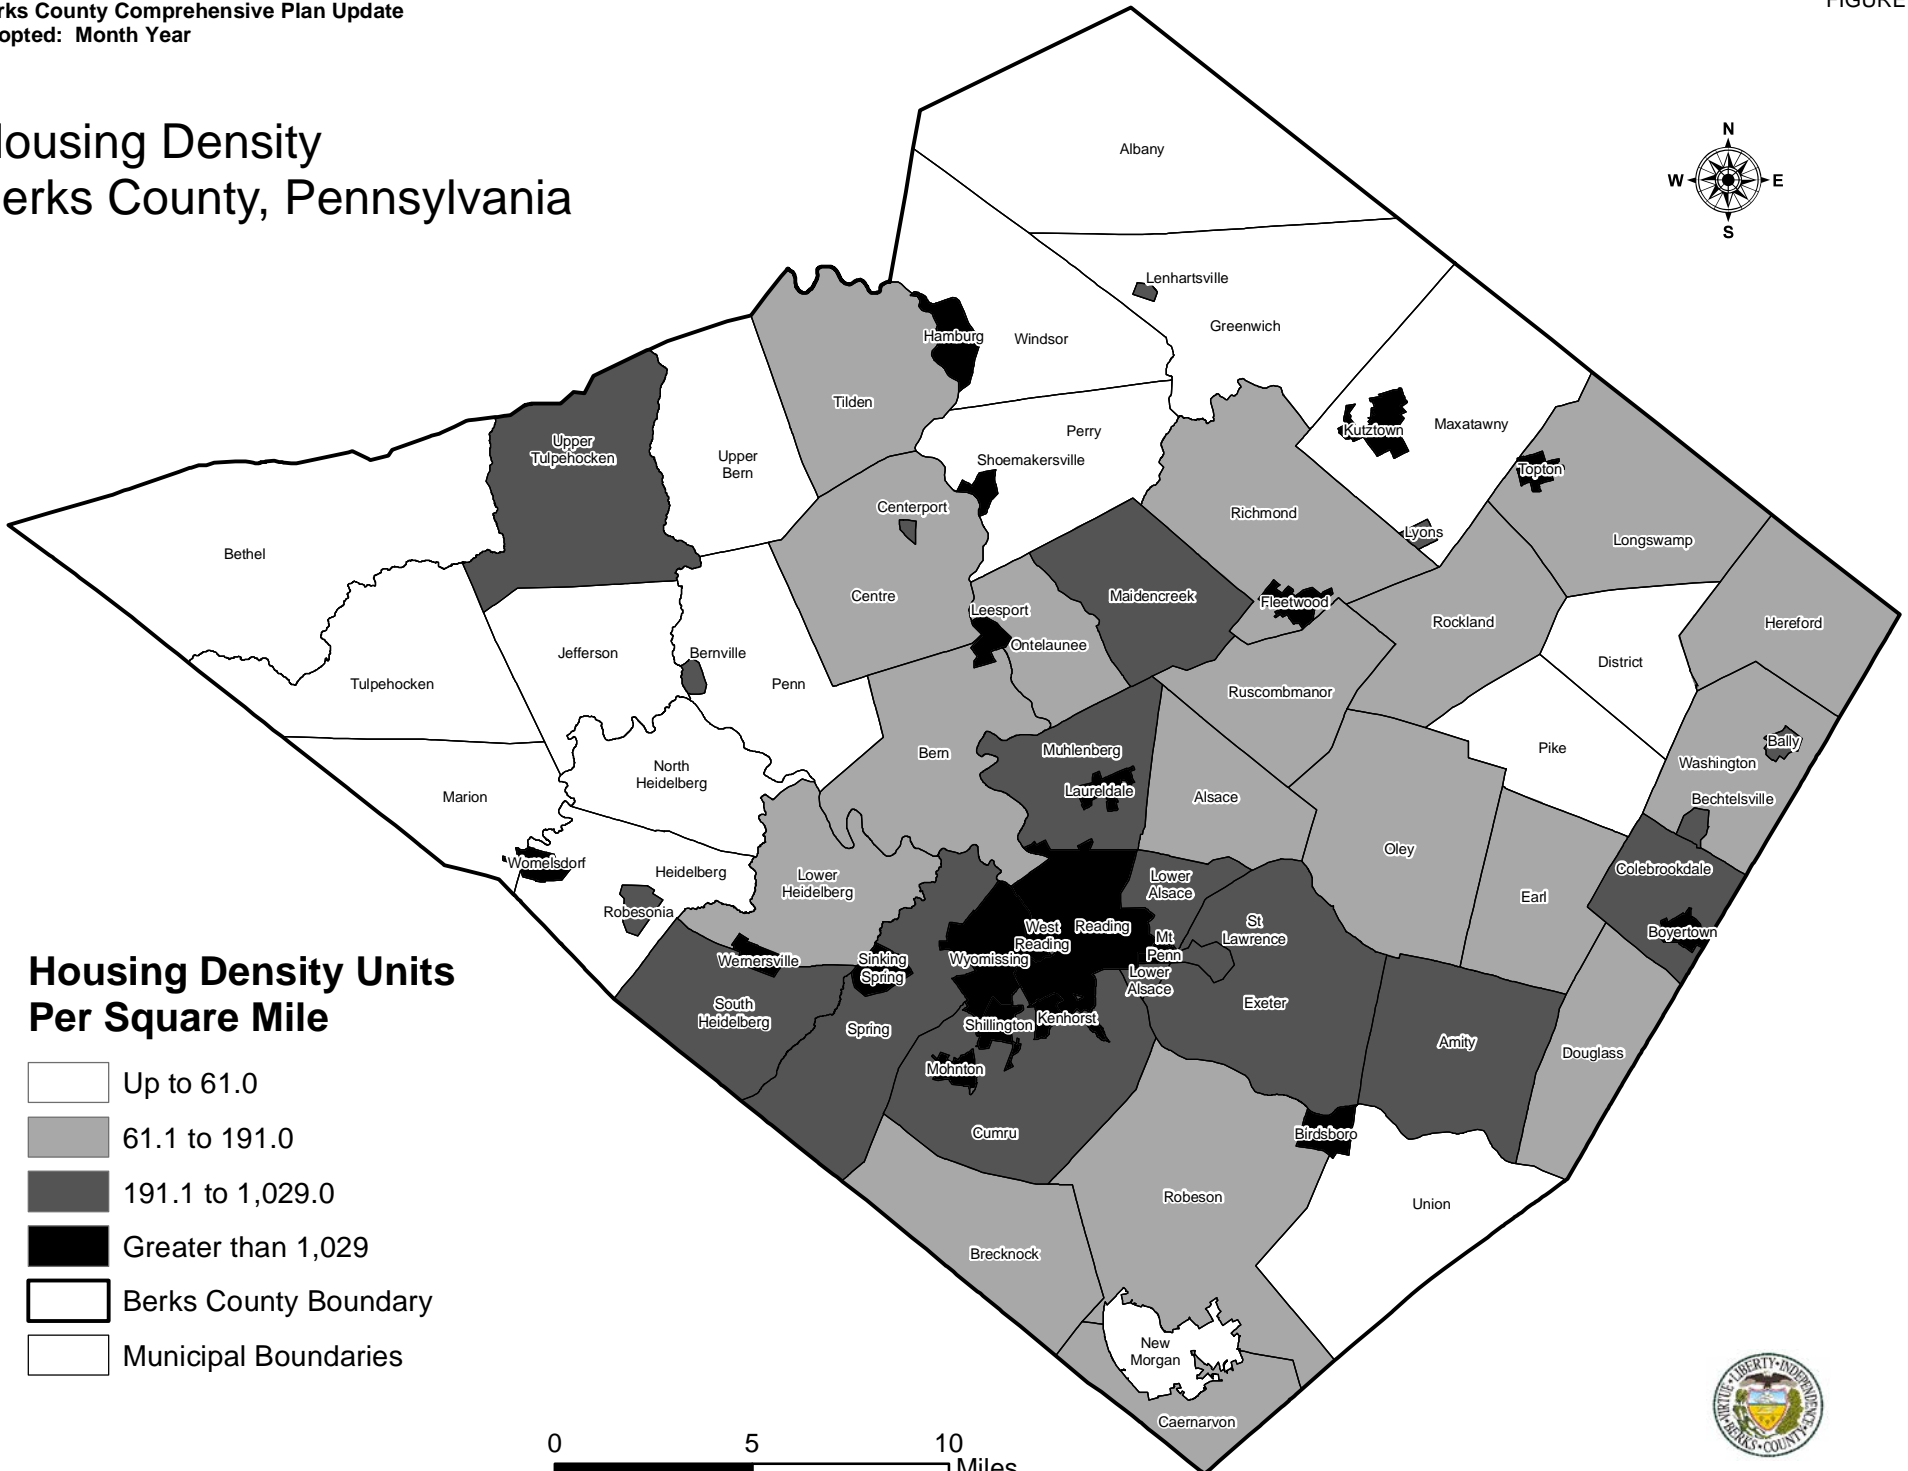 rks County Comprehensive Plan Update
opted: Month Year
FIGURE
ousing Density
erks County, Pennsylvania
N
W E
S
Albany
Lenhartsville
Greenwich
Windsor
Hamburg
Tilden
Perry
Shoemakersville
Kutztown
Maxatawny
Topton
Upper
Tulpehocken
Upper
Bern
Centerport
Richmond
Lyons
Longswamp
Bethel
Centre
Maidencreek
Fleetwood
Leesport
Ontelaunee
Rockland
Hereford
Jefferson
Bernville
Penn
District
Tulpehocken
Ruscombmanor
Bern
Muhlenberg
Pike
Bally
Washington
North
Heidelberg
Marion
Laureldale
Alsace
Bechtelsville
Oley
Womelsdorf
Heidelberg
Lower
Heidelberg
Lower
Alsace
Colebrookdale
Earl
Robesonia
West
Reading
Reading
St
Lawrence
Boyertown
Mt
Penn
Wernersville
Sinking
Spring
Wyomissing
Lower
Alsace
South
Heidelberg
Spring
Shillington
Kenhorst
Exeter
Amity
Douglass
Mohnton
Cumru
Birdsboro
Robeson
Union
Brecknock
New
Morgan
Caernarvon
Housing Density Units
Per Square Mile
Up to 61.0
61.1 to 191.0
191.1 to 1,029.0
Greater than 1,029
Berks County Boundary
Municipal Boundaries
0 5 10
Miles
VIRTUE•LIBERTY•INDEPENDENCE
BERKS•COUNTY